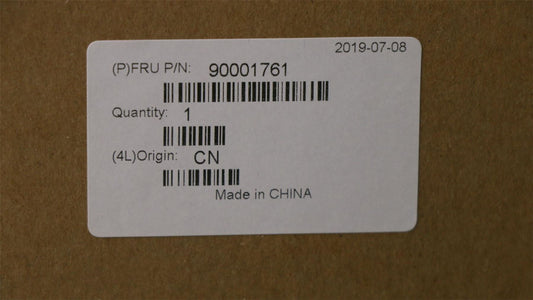 2019-07-08
(P)FRU P/N: 90001761
Quantity: 1
(4L)Origin: CN
Made in CHINA